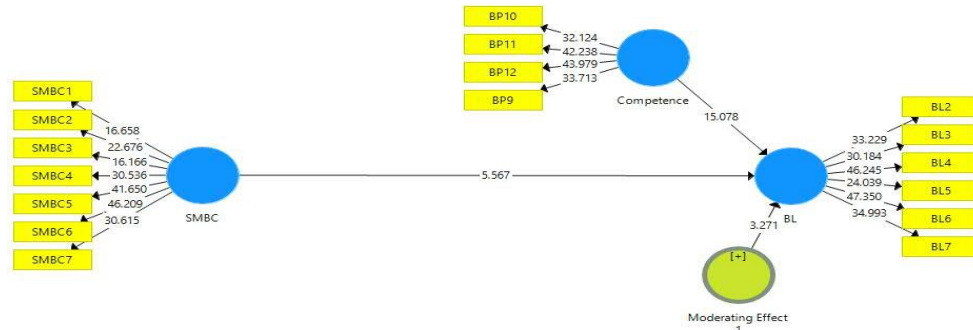 BP10
BP11
BP12
BP9
32.124
42.238
43.979
33.713
Competence
15.078
SMBC1
SMBC2
SMBC3
SMBC4
SMBC5
SMBC6
SMBC7
16.658
22.676
16.166
30.536
41.650
46.209
30.615
SMBC
5.567
BL
33.229
30.184
46.245
24.039
47.350
34.993
BL2
BL3
BL4
BL5
BL6
BL7
3.271
[+]
Moderating Effect
1